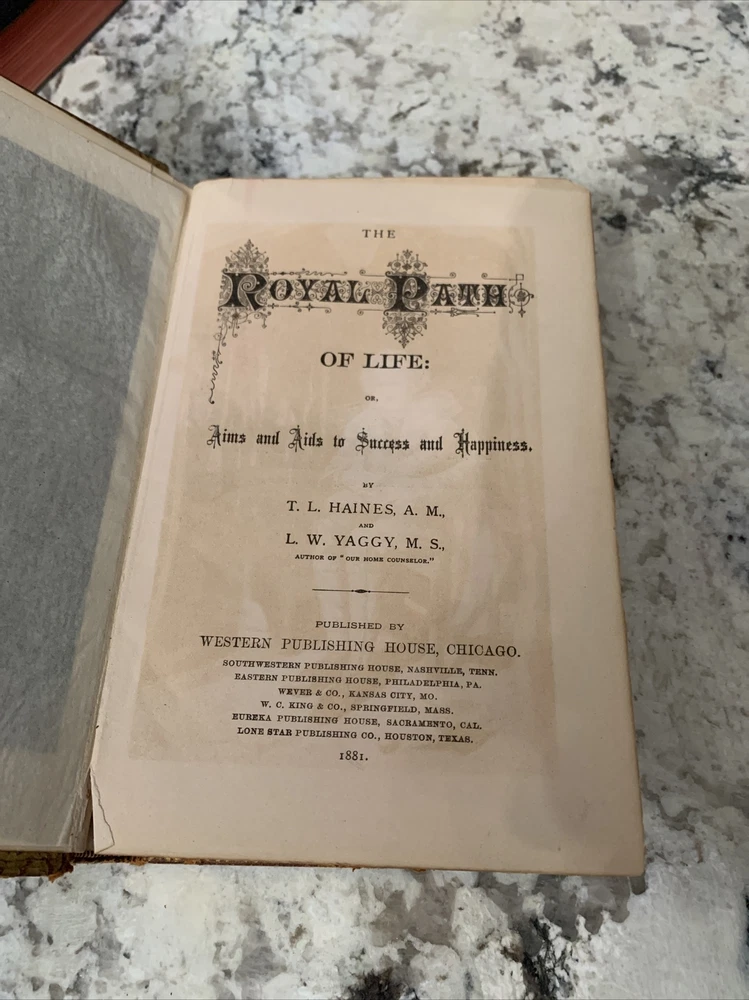 THE
ROYAL PATH
OF LIFE:
OR,
Aims and Aids to Success and Happiness.
BY
T. L. HAINES, A. M.,
AND
L. W. YAGGY, M. S.,
AUTHOR OF "OUR HOME COUNSELOR."
PUBLISHED BY
WESTERN PUBLISHING HOUSE, CHICAGO.
SOUTHWESTERN PUBLISHING HOUSE, NASHVILLE, TENN.
EASTERN PUBLISHING HOUSE, PHILADELPHIA, PA.
WEVER & CO., KANSAS CITY, MO.
W. C. KING & CO., SPRINGFIELD, MASS.
EUREKA PUBLISHING HOUSE, SACRAMENTO, CAL.
LONE STAR PUBLISHING CO., HOUSTON, TEXAS.
1881.